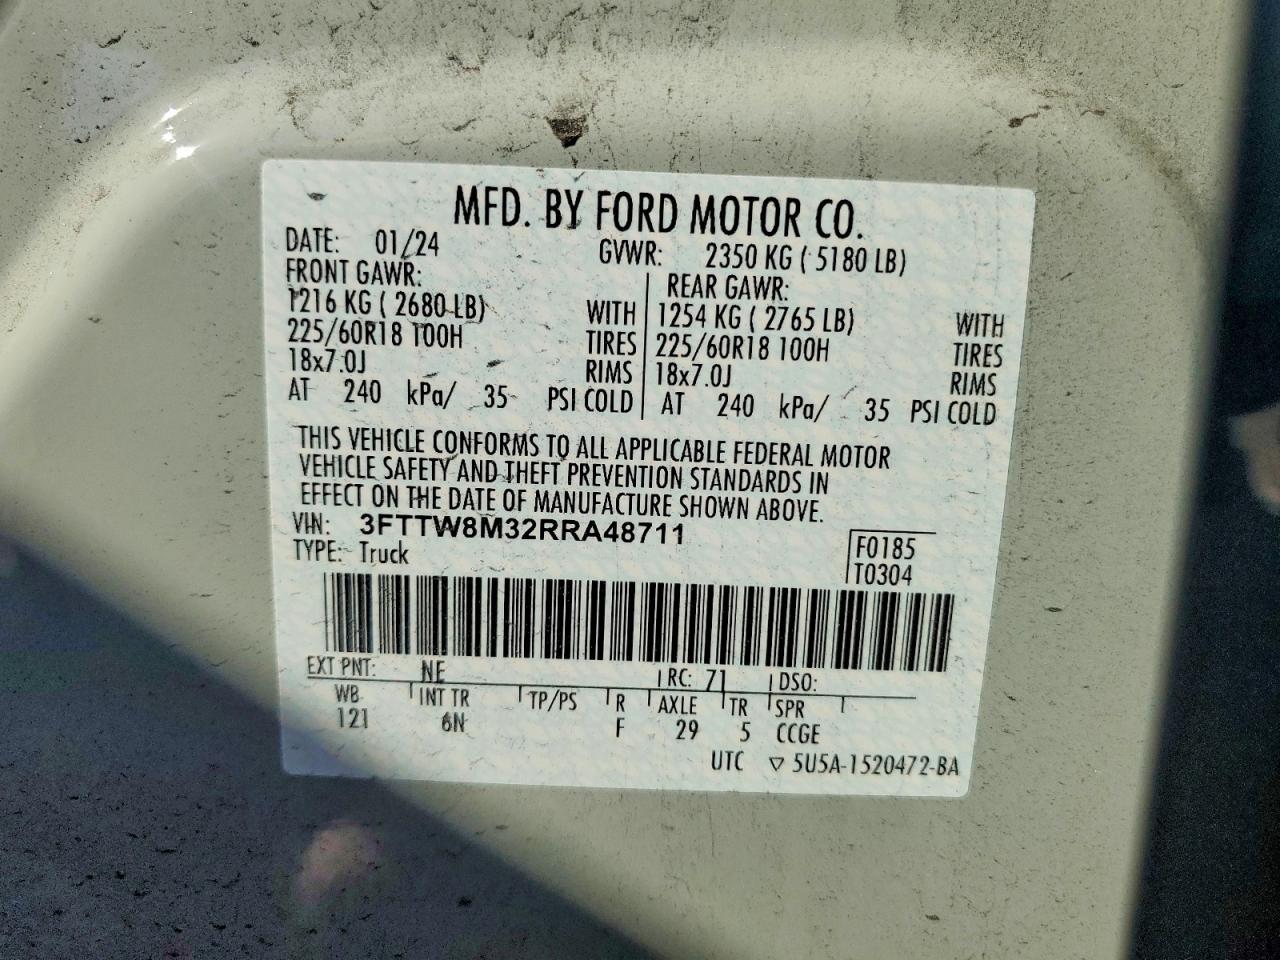 MFD. BY FORD MOTOR CO.
DATE: 01/24 GVWR: 2350 KG ( 5180 LB)
FRONT GAWR: REAR GAWR:
1216 KG ( 2680 LB) WITH 1254 KG ( 2765 LB) WITH
225/60R18 100H TIRES 225/60R18 100H TIRES
18x7.0J RIMS 18x7.0J RIMS
AT 240 kPa/ 35 PSI COLD AT 240 kPa/ 35 PSI COLD
THIS VEHICLE CONFORMS TO ALL APPLICABLE FEDERAL MOTOR
VEHICLE SAFETY AND THEFT PREVENTION STANDARDS IN
EFFECT ON THE DATE OF MANUFACTURE SHOWN ABOVE.
VIN: 3FTTW8M32RRA48711 F0185
TYPE: Truck T0304
EXT PNT: NE RC: 71 DSO:
WB INT TR TP/PS R AXLE TR SPR
121 6N F 29 5 CCGE
UTC ▽ 5U5A-1520472-BA